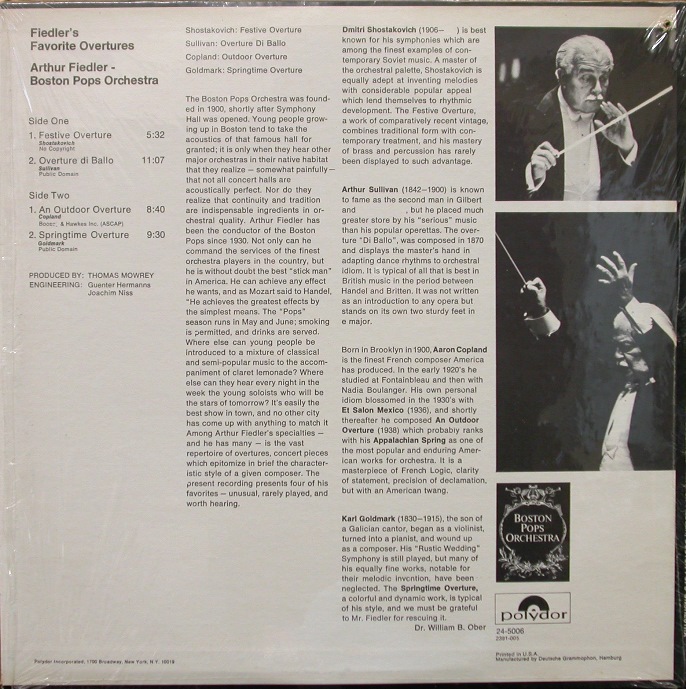 Fiedler's
Favorite Overtures
Arthur Fiedler -
Boston Pops Orchestra
Side One
1. Festive Overture 5:32
Shostakovich
No Copyright
2. Overture di Ballo 11:07
Sullivan
Public Domain
Side Two
1. An Outdoor Overture 8:40
Copland
& Hawkes Inc. (ASCAP)
2. Springtime Overture 9:30
Goldmark
Public Domain
PRODUCED BY: THOMAS MOWREY
ENGINEERING: Guenter Hermanns
Joachim Niss
Shostakovich: Festive Overture
Sullivan: Overture Di Ballo
Copland: Outdoor Overture
Goldmark: Springtime Overture
The Boston Pops Orchestra was found-
ed in 1900, shortly after Symphony
Hall was opened. Young people grow-
ing up in Boston tend to take the
acoustics of that famous hall for
granted; it is only when they hear other
major orchestras in their native habitat
that they realize — somewhat painfully —
that not all concert halls are
acoustically perfect. Nor do they
realize that continuity and tradition
are indispensable ingredients in or-
chestral quality. Arthur Fiedler has
been the conductor of the Boston
Pops since 1930. Not only can he
command the services of the finest
orchestra players in the country, but
he is without doubt the best "stick man"
in America. He can achieve any effect
he wants, and as Mozart said to Handel,
"He achieves the greatest effects by
the simplest means. The "Pops"
season runs in May and June; smoking
is permitted, and drinks are served.
Where else can young people be
introduced to a mixture of classical
and semi-popular music to the accom-
paniment of claret lemonade? Where
else can they hear every night in the
week the young soloists who will be
the stars of tomorrow? It's easily the
best show in town, and no other city
has come up with anything to match it
Among Arthur Fiedler's specialties —
and he has many — is the vast
repertoire of overtures, concert pieces
which epitomize in brief the character-
istic style of a given composer. The
present recording presents four of his
favorites — unusual, rarely played, and
worth hearing.
Dmitri Shostakovich (1906— ) is best
known for his symphonies which are
among the finest examples of con-
temporary Soviet music. A master of
the orchestral palette, Shostakovich is
equally adept at inventing melodies
with considerable popular appeal
which lend themselves to rhythmic
development. The Festive Overture,
a work of comparatively recent vintage,
combines traditional form with con-
temporary treatment, and his mastery
of brass and percussion has rarely
been displayed to such advantage.
Arthur Sullivan (1842—1900) is known
to fame as the second man in Gilbert
and , but he placed much
greater store by his "serious" music
than his popular operettas. The over-
ture "Di Ballo", was composed in 1870
and displays the master's hand in
adapting dance rhythms to orchestral
idiom. It is typical of all that is best in
British music in the period between
Handel and Britten. It was not written
as an introduction to any opera but
stands on its own two sturdy feet in
e major.
Born in Brooklyn in 1900, Aaron Copland
is the finest French composer America
has produced. In the early 1920's he
studied at Fontainbleau and then with
Nadia Boulanger. His own personal
idiom blossomed in the 1930's with
Et Salon Mexico (1936), and shortly
thereafter he composed An Outdoor
Overture (1938) which probably ranks
with his Appalachian Spring as one of
the most popular and enduring Amer-
ican works for orchestra. It is a
masterpiece of French Logic, clarity
of statement, precision of declamation,
but with an American twang.
Karl Goldmark (1830—1915), the son of
a Galician cantor, began as a violinist,
turned into a pianist, and wound up
as a composer. His "Rustic Wedding"
Symphony is still played, but many of
his equally fine works, notable for
their melodic invention, have been
neglected. The Springtime Overture,
a colorful and dynamic work, is typical
of his style, and we must be grateful
to Mr. Fiedler for rescuing it.
Dr. William B. Ober
BOSTON
POPS
ORCHESTRA
polydor
24-5006
2391-005
Printed in U.S.A.
Manufactured by Deutsche Grammophon, Hamburg
Polydor Incorporated, 1700 Broadway, New York, N.Y. 10019